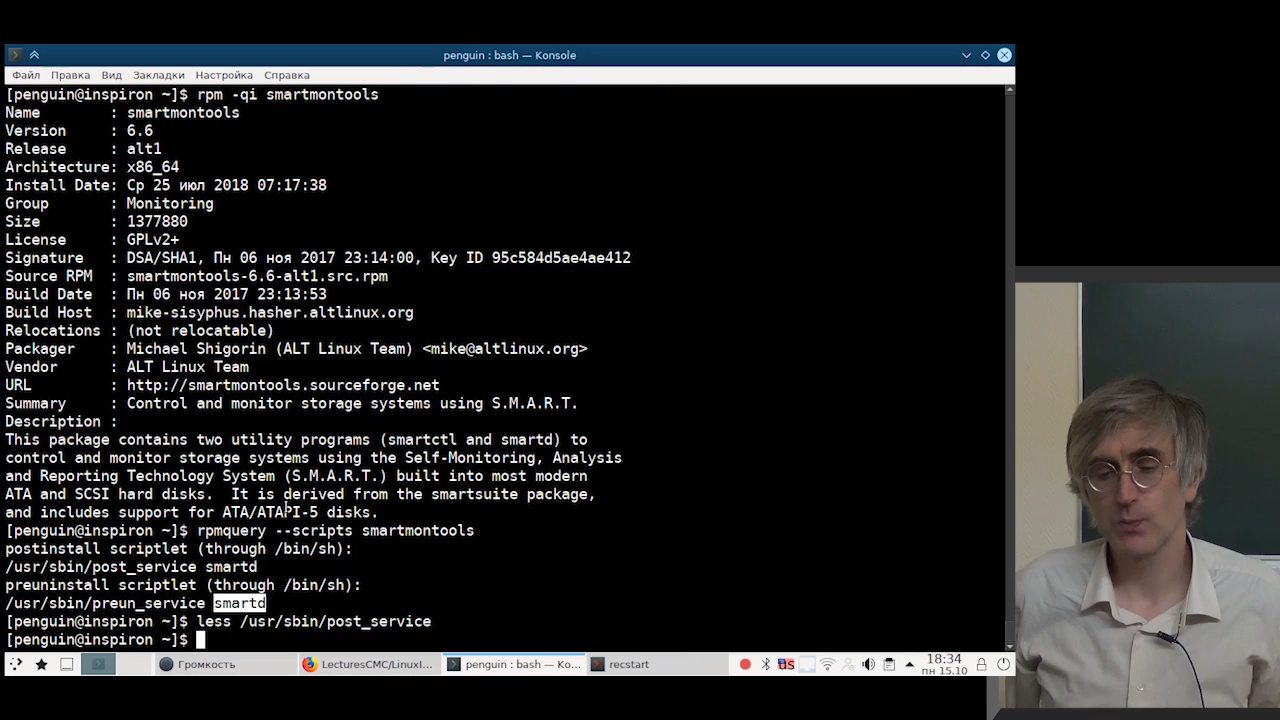 penguin : bash — Konsole
Файл Правка Вид Закладки Настройка Справка
[penguin@inspiron ~]$ rpm -qi smartmontools
Name        : smartmontools
Version     : 6.6
Release     : alt1
Architecture: x86_64
Install Date: Ср 25 июл 2018 07:17:38
Group       : Monitoring
Size        : 1377880
License     : GPLv2+
Signature   : DSA/SHA1, Пн 06 ноя 2017 23:14:00, Key ID 95c584d5ae4ae412
Source RPM  : smartmontools-6.6-alt1.src.rpm
Build Date  : Пн 06 ноя 2017 23:13:53
Build Host  : mike-sisyphus.hasher.altlinux.org
Relocations : (not relocatable)
Packager    : Michael Shigorin (ALT Linux Team) <mike@altlinux.org>
Vendor      : ALT Linux Team
URL         : http://smartmontools.sourceforge.net
Summary     : Control and monitor storage systems using S.M.A.R.T.
Description :
This package contains two utility programs (smartctl and smartd) to
control and monitor storage systems using the Self-Monitoring, Analysis
and Reporting Technology System (S.M.A.R.T.) built into most modern
ATA and SCSI hard disks.  It is derived from the smartsuite package,
and includes support for ATA/ATAPI-5 disks.
[penguin@inspiron ~]$ rpmquery --scripts smartmontools
postinstall scriptlet (through /bin/sh):
/usr/sbin/post_service smartd
preuninstall scriptlet (through /bin/sh):
/usr/sbin/preun_service smartd
[penguin@inspiron ~]$ less /usr/sbin/post_service
[penguin@inspiron ~]$
Громкость LecturesCMC/LinuxI... penguin : bash — Ko... recstart us 18:34
пн 15.10